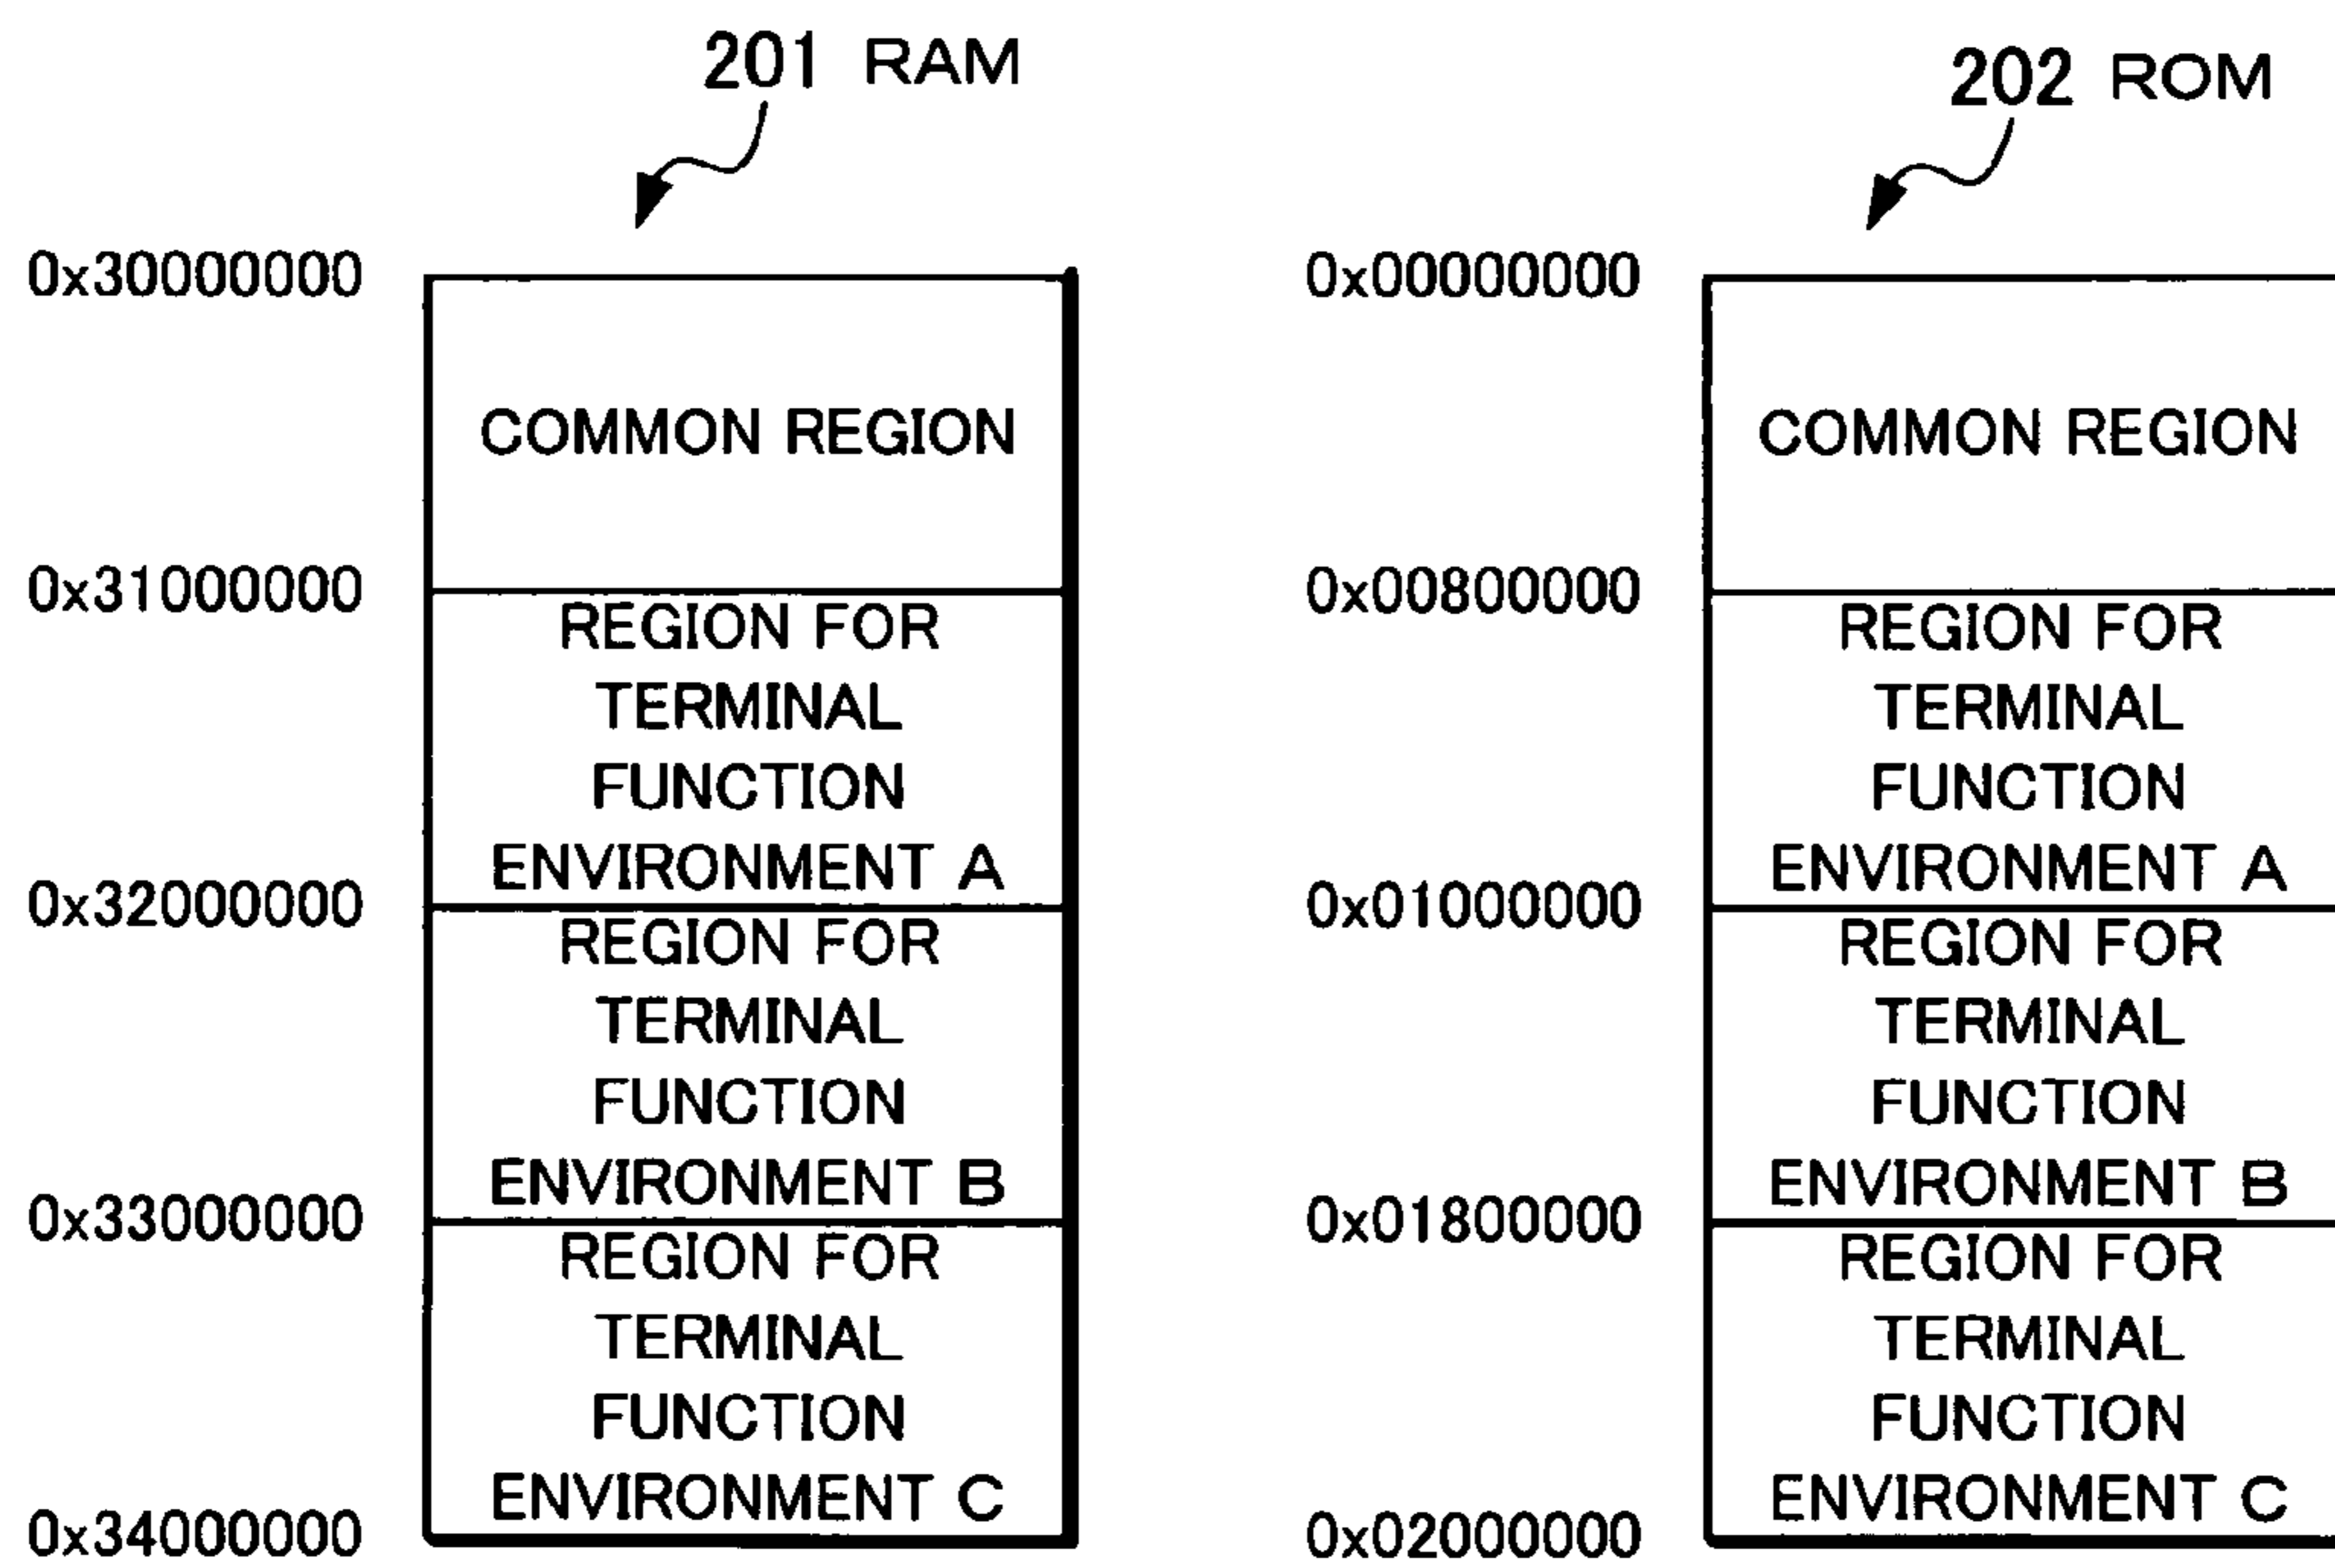 201 RAM
0x30000000
COMMON REGION
0x31000000
REGION FOR
TERMINAL
FUNCTION
ENVIRONMENT A
0x32000000
REGION FOR
TERMINAL
FUNCTION
ENVIRONMENT B
0x33000000
REGION FOR
TERMINAL
FUNCTION
ENVIRONMENT C
0x34000000
202 ROM
0x00000000
COMMON REGION
0x00800000
REGION FOR
TERMINAL
FUNCTION
ENVIRONMENT A
0x01000000
REGION FOR
TERMINAL
FUNCTION
ENVIRONMENT B
0x01800000
REGION FOR
TERMINAL
FUNCTION
ENVIRONMENT C
0x02000000